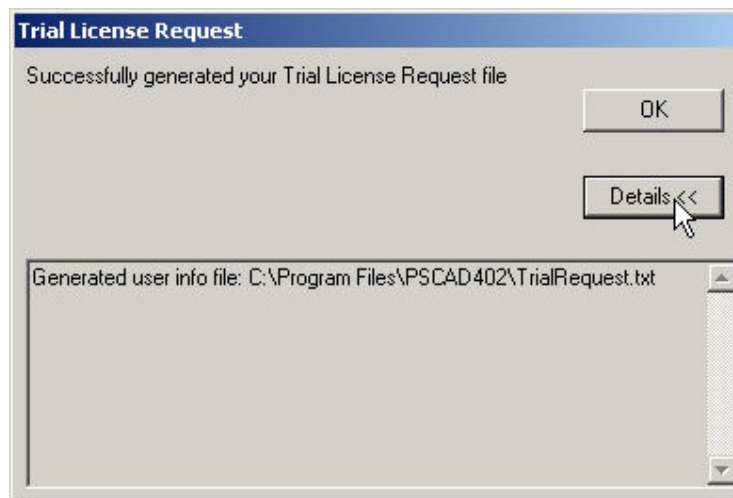 Trial License Request
Successfully generated your Trial License Request file
OK
Details <<
Generated user info file: C:\Program Files\PSCAD402\TrialRequest.txt